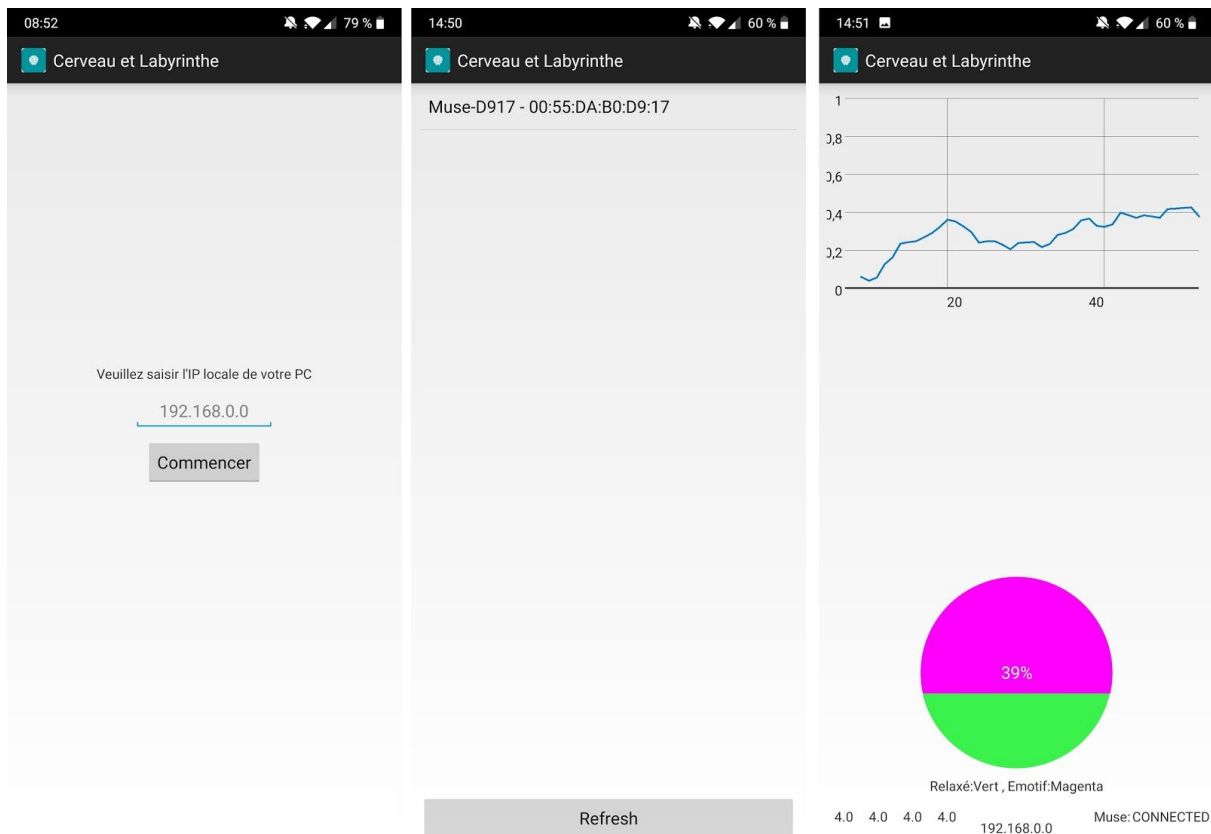 08:52
79 %
Cerveau et Labyrinthe
Veuillez saisir l'IP locale de votre PC
192.168.0.0
Commencer
14:50
60 %
Cerveau et Labyrinthe
Muse-D917 - 00:55:DA:B0:D9:17
Refresh
14:51
60 %
Cerveau et Labyrinthe
1
0,8
0,6
0,4
0,2
0
20
40
39%
Relaxé:Vert , Emotif:Magenta
4.0 4.0 4.0 4.0
192.168.0.0
Muse: CONNECTED